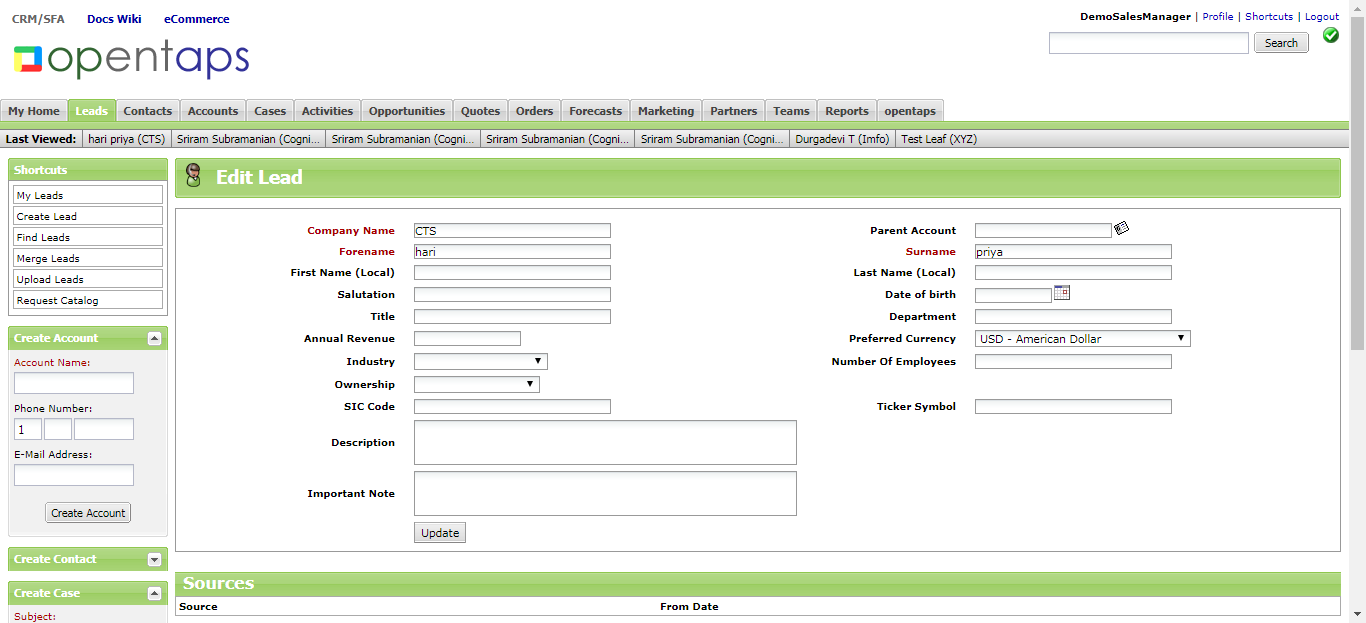 CRM/SFA Docs Wiki eCommerce
DemoSalesManager | Profile | Shortcuts | Logout
opentaps
Search
My Home Leads Contacts Accounts Cases Activities Opportunities Quotes Orders Forecasts Marketing Partners Teams Reports opentaps
Last Viewed: hari priya (CTS) Sriram Subramanian (Cogni... Sriram Subramanian (Cogni... Sriram Subramanian (Cogni... Sriram Subramanian (Cogni... Durgadevi T (Imfo) Test Leaf (XYZ)
Shortcuts
My Leads
Create Lead
Find Leads
Merge Leads
Upload Leads
Request Catalog
Create Account
Account Name:
Phone Number:
1
E-Mail Address:
Create Account
Create Contact
Create Case
Subject:
Edit Lead
Company Name CTS Parent Account
Forename hari Surname priya
First Name (Local) Last Name (Local)
Salutation Date of birth
Title Department
Annual Revenue Preferred Currency USD - American Dollar
Industry Number Of Employees
Ownership
SIC Code Ticker Symbol
Description
Important Note
Update
Sources
Source From Date